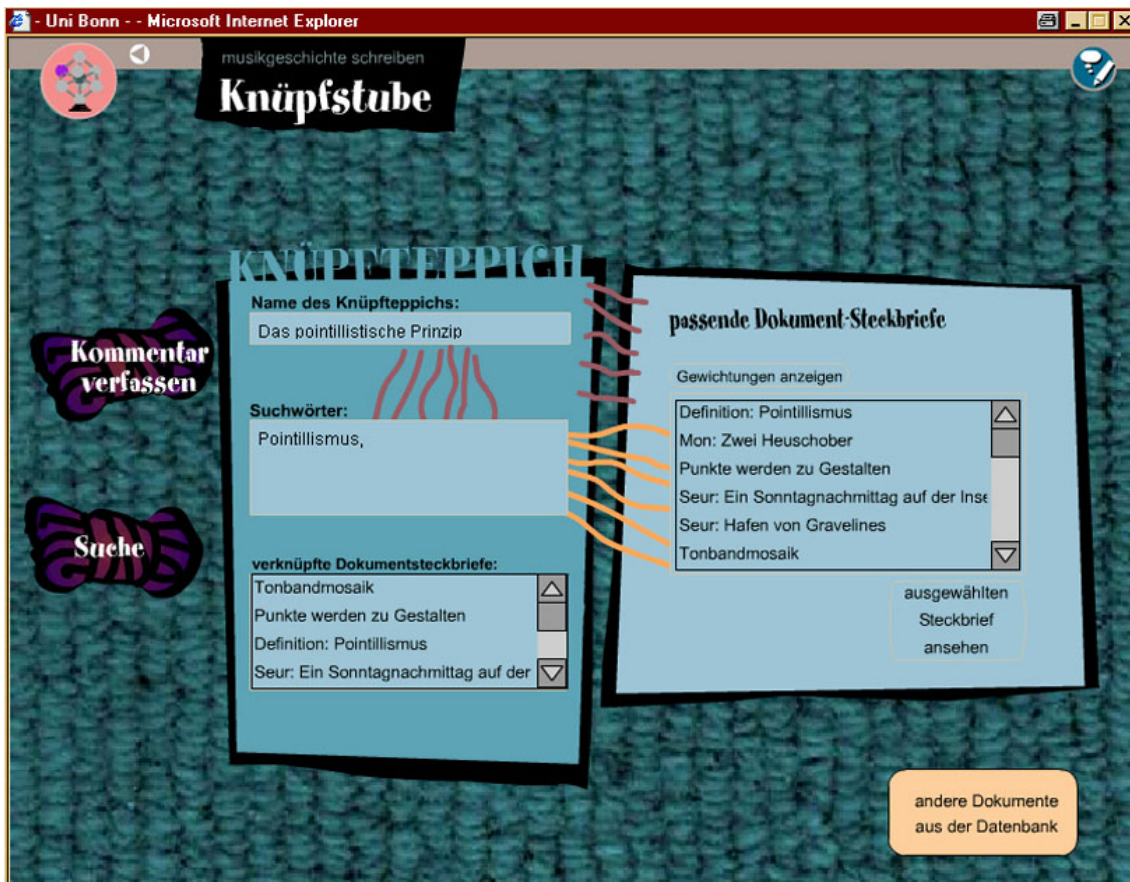 - Uni Bonn - - Microsoft Internet Explorer
musikgeschichte schreiben
Knüpfstube
KNÜPFTEPPICH
Name des Knüpfteppichs:
Das pointillistische Prinzip
Suchwörter:
Pointillismus,
verknüpfte Dokumentsteckbriefe:
Tonbandmosaik
Punkte werden zu Gestalten
Definition: Pointillismus
Seur: Ein Sonntagnachmittag auf der
Kommentar
verfassen
Suche
passende Dokument-Steckbriefe
Gewichtungen anzeigen
Definition: Pointillismus
Mon: Zwei Heuschober
Punkte werden zu Gestalten
Seur: Ein Sonntagnachmittag auf der Inse
Seur: Hafen von Gravelines
Tonbandmosaik
ausgewählten
Steckbrief
ansehen
andere Dokumente
aus der Datenbank